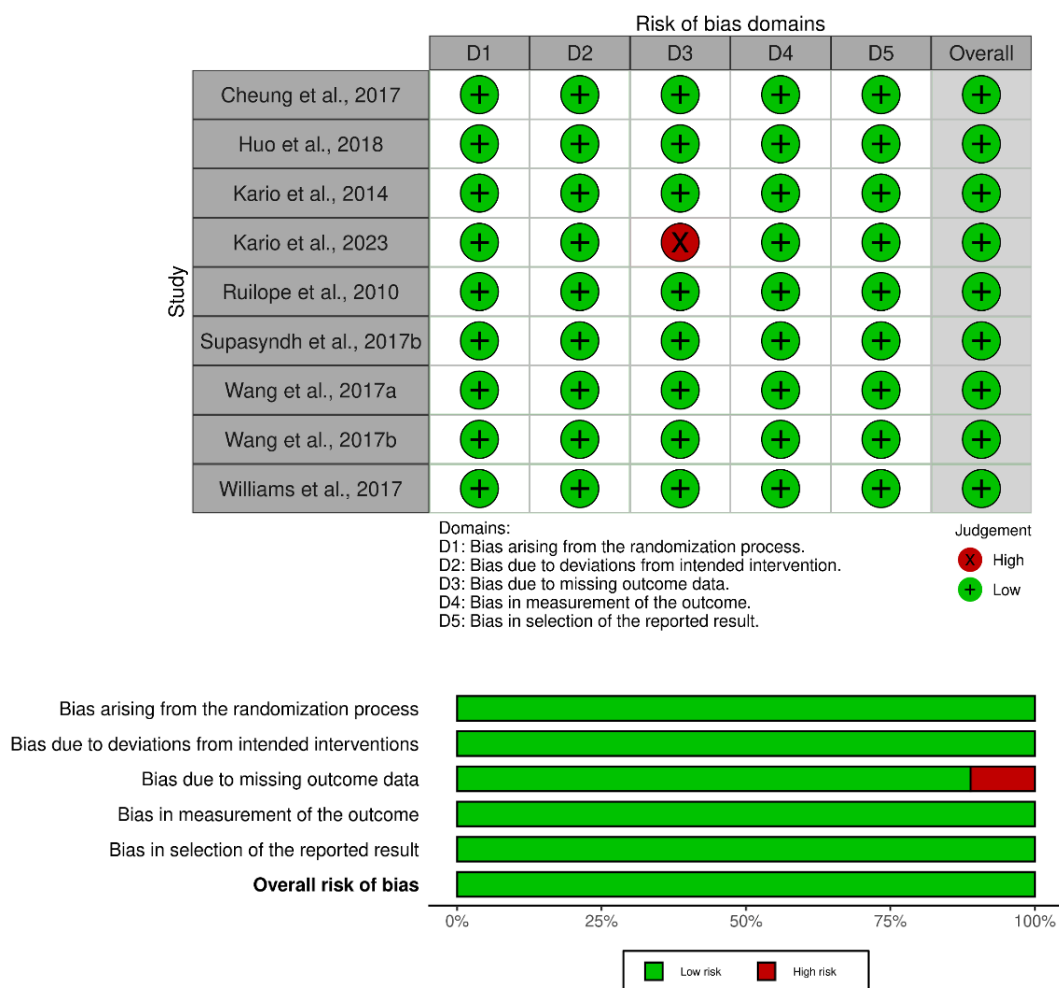 Risk of bias domains
D1 D2 D3 D4 D5 Overall
Study
Cheung et al., 2017 + + + + + +
Huo et al., 2018 + + + + + +
Kario et al., 2014 + + + + + +
Kario et al., 2023 + + X + + +
Ruilope et al., 2010 + + + + + +
Supasyndh et al., 2017b + + + + + +
Wang et al., 2017a + + + + + +
Wang et al., 2017b + + + + + +
Williams et al., 2017 + + + + + +
Domains:
D1: Bias arising from the randomization process.
D2: Bias due to deviations from intended intervention.
D3: Bias due to missing outcome data.
D4: Bias in measurement of the outcome.
D5: Bias in selection of the reported result.
Judgement
X High
+ Low
Bias arising from the randomization process
Bias due to deviations from intended interventions
Bias due to missing outcome data
Bias in measurement of the outcome
Bias in selection of the reported result
Overall risk of bias
0% 25% 50% 75% 100%
Low risk High risk